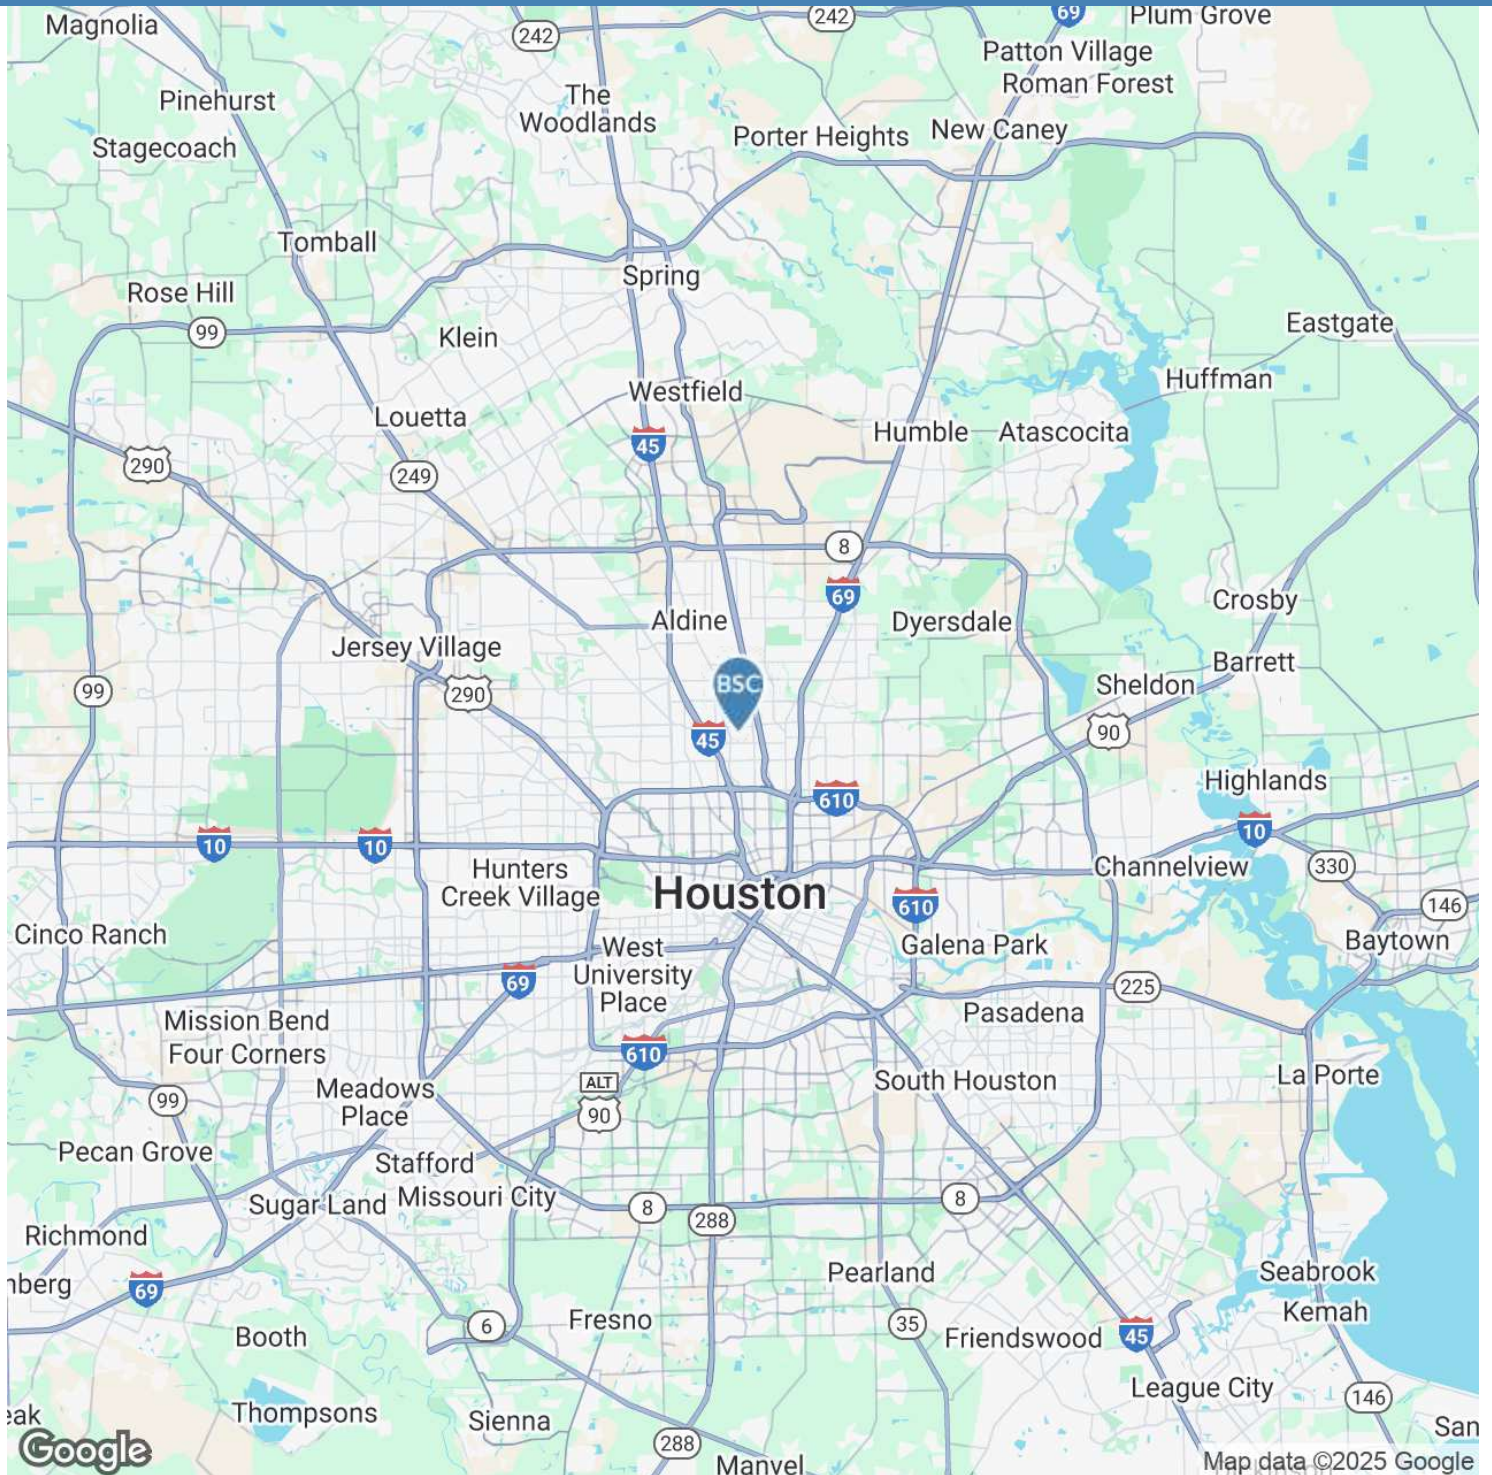 Magnolia
242
242
69
Plum Grove
Patton Village
Roman Forest
Pinehurst
The
Woodlands
Porter Heights
New Caney
Stagecoach
Tomball
Spring
Rose Hill
99
Klein
Eastgate
Westfield
Huffman
Louetta
45
Humble
Atascocita
290
249
8
69
Crosby
Aldine
Dyersdale
Jersey Village
Barrett
99
290
BSC
Sheldon
45
90
Highlands
610
10
10
10
Hunters
Creek Village
Channelview
330
Houston
610
146
Cinco Ranch
West
University
Place
Galena Park
Baytown
69
225
Mission Bend
Pasadena
Four Corners
610
Meadows
Place
ALT
90
South Houston
La Porte
99
Pecan Grove
Stafford
Sugar Land
Missouri City
8
288
8
Richmond
nberg
69
Pearland
Seabrook
Kemah
6
Fresno
35
Booth
Friendswood
45
League City
146
eak
Thompsons
Sienna
San
Google
288
Manvel
Map data ©2025 Google